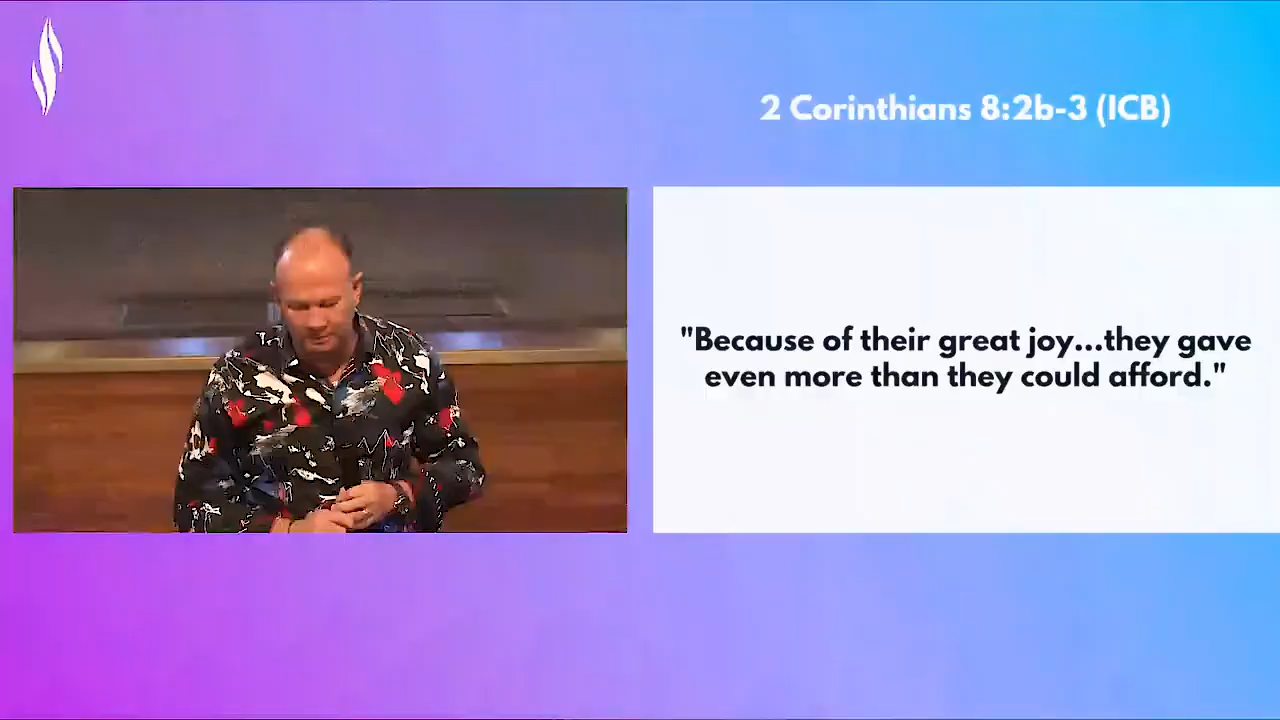 2 Corinthians 8:2b-3 (ICB)
"Because of their great joy...they gave
even more than they could afford."